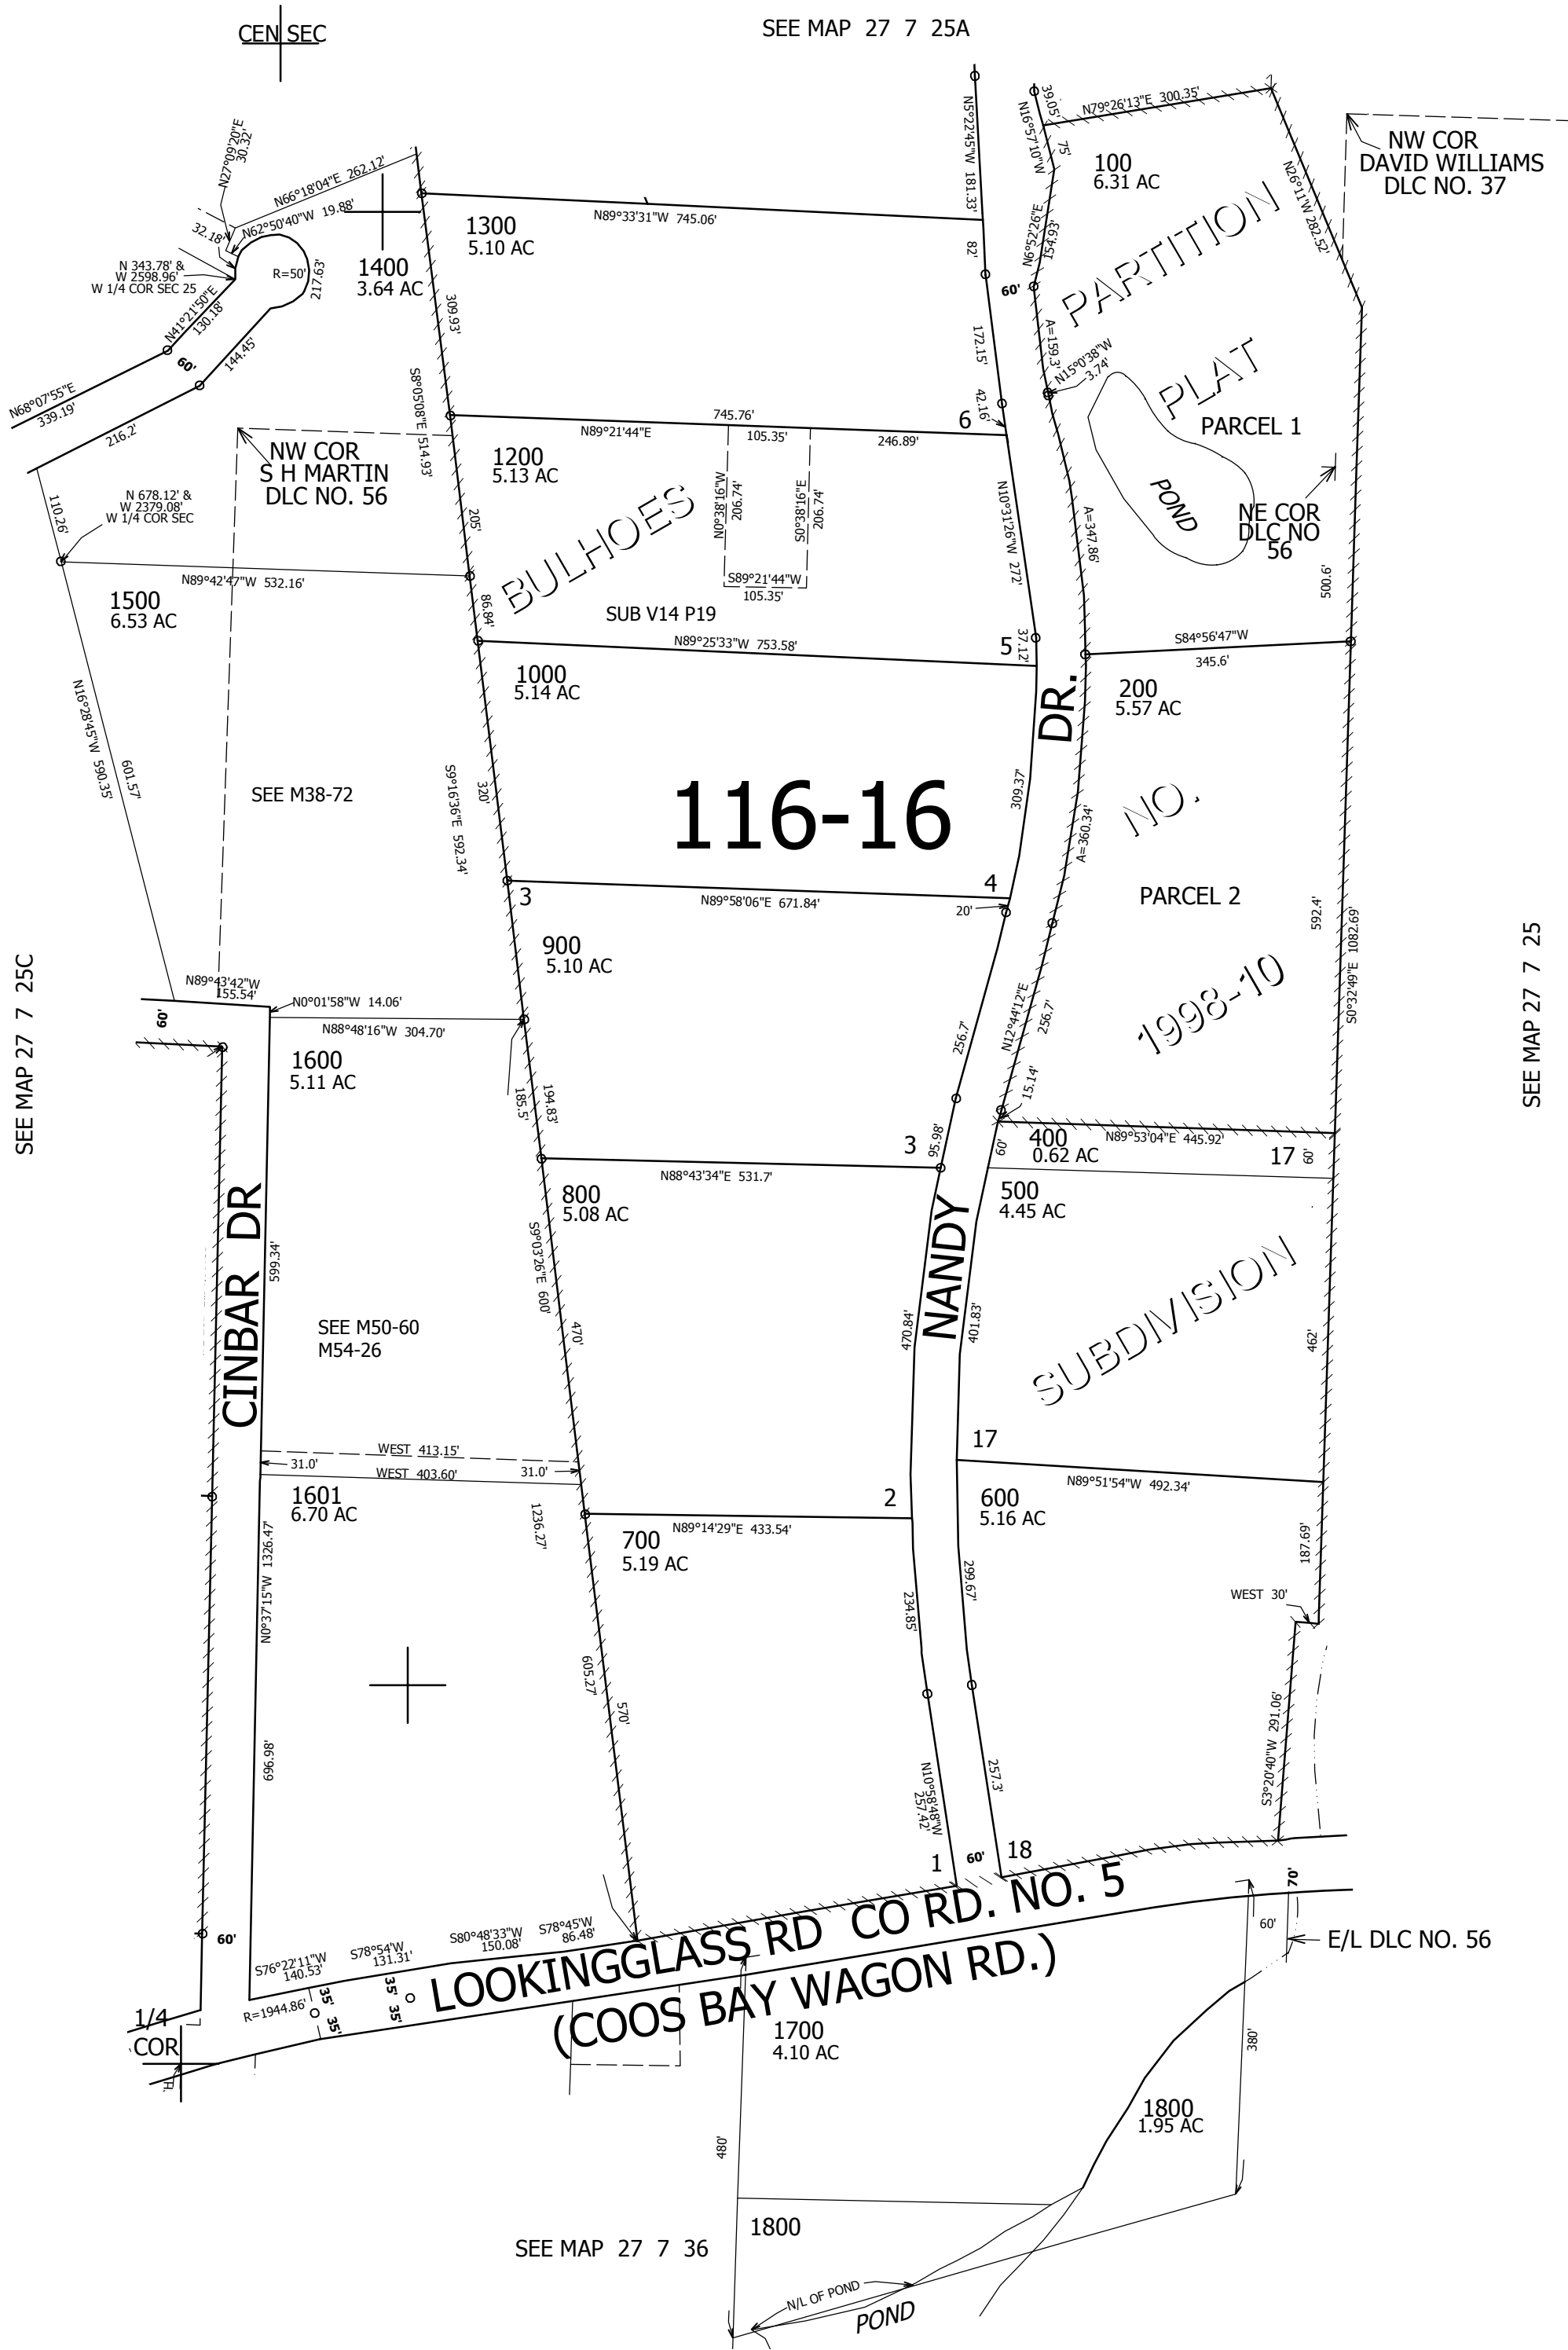 CEN SEC
SEE MAP 27 7 25A
N27°09'20"E
30.32'
N66°18'04"E 262.12'
N62°50'40"W 19.88'
32.18'
N 343.78' &
W 2598.96'
W 1/4 COR SEC 25
R=50'
217.63'
1400
3.64 AC
N41°21'50"E
130.18'
60'
144.45'
N68°07'55"E
339.19'
216.2'
1300
5.10 AC
N89°33'31"W 745.06'
309.93'
S8°05'08"E 514.93'
N5°22'45"W 181.33'
82'
172.15'
42.16'
60'
39.05'
N16°57'10"W
75'
N79°26'13"E 300.35'
100
6.31 AC
N6°52'26"E
154.93'
A=159.3'
N15°0'38"W
3.74'
N26°11'W 282.52'
NW COR
DAVID WILLIAMS
DLC NO. 37
PARTITION
PLAT
PARCEL 1
POND
NE COR
DLC NO
56
500.6'
NW COR
S H MARTIN
DLC NO. 56
110.26'
N 678.12' &
W 2379.08'
W 1/4 COR SEC
N89°42'47"W 532.16'
1500
6.53 AC
745.76'
N89°21'44"E
105.35'
246.89'
6
1200
5.13 AC
205'
86.84'
N0°38'16"W
206.74'
S0°38'16"E
206.74'
S89°21'44"W
105.35'
BULHOES
SUB V14 P19
N10°31'26"W 272'
37.12'
A=347.86'
5
N89°25'33"W 753.58'
S84°56'47"W
345.6'
1000
5.14 AC
DR.
200
5.57 AC
N16°28'45"W 590.35'
601.57'
SEE M38-72
S9°16'36"E 592.34'
320'
116-16
309.37'
A=360.34'
NO.
4
3
N89°58'06"E 671.84'
20'
PARCEL 2
592.4'
S0°32'49"E 1082.69'
SEE MAP 27 7 25C
SEE MAP 27 7 25
900
5.10 AC
1998-10
N89°43'42"W
155.54'
60'
N0°01'58"W 14.06'
N88°48'16"W 304.70'
256.7'
N12°44'12"E
256.7'
15.14'
1600
5.11 AC
185.5'
194.83'
3
95.98'
60'
400
0.62 AC
N89°53'04"E 445.92'
17
60'
N88°43'34"E 531.7'
800
5.08 AC
500
4.45 AC
CINBAR DR
599.34'
S9°03'26"E 600'
470'
NANDY
470.84'
401.83'
SUBDIVISION
462'
SEE M50-60
M54-26
WEST 413.15'
31.0'
WEST 403.60'
31.0'
17
N89°51'54"W 492.34'
1601
6.70 AC
1236.27'
2
600
5.16 AC
N89°14'29"E 433.54'
700
5.19 AC
N0°37'15"W 1326.47'
187.69'
WEST 30'
234.85'
299.67'
605.27'
570'
696.98'
S3°20'40"W 291.06'
N10°58'48"W
257.42'
257.3'
1
60'
18
70'
60'
E/L DLC NO. 56
60'
S76°22'11"W
140.53'
S78°54'W
131.31'
S80°48'33"W
150.08'
S78°45'W
86.48'
LOOKINGGLASS RD CO RD. NO. 5
(COOS BAY WAGON RD.)
R=1944.86'
35'
35'
35'
35'
1/4
COR
1700
4.10 AC
380'
480'
1800
1.95 AC
1800
SEE MAP 27 7 36
N/L OF POND
POND